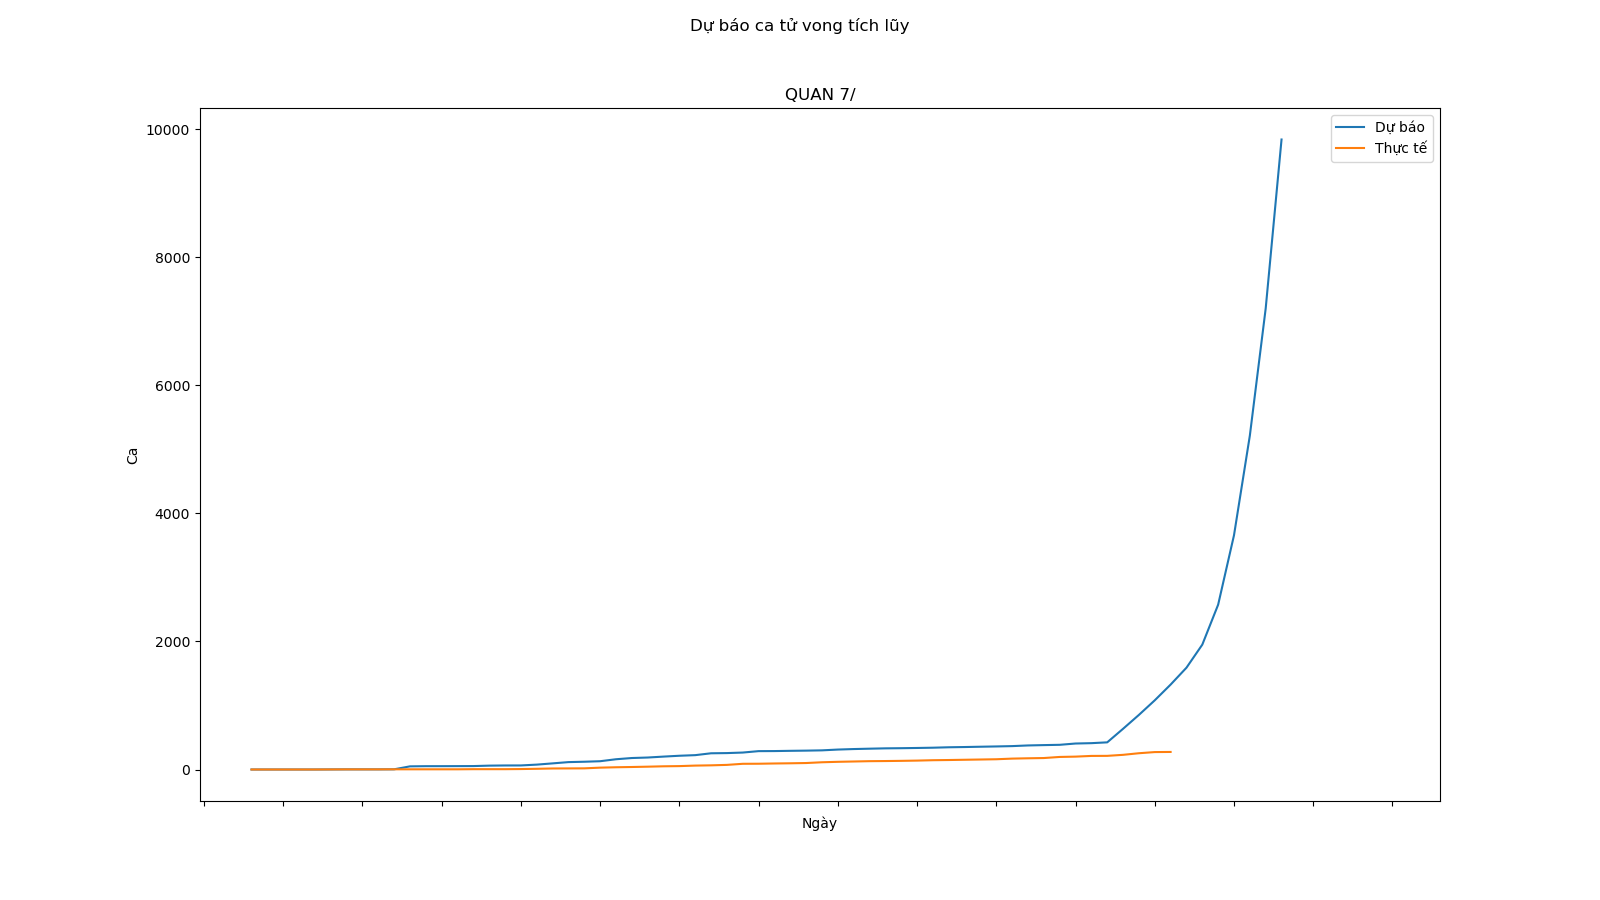 Dự báo ca tử vong tích lũy
QUAN 7/
Dự báo
Thực tế
10000
8000
6000
4000
2000
0
Ca
Ngày